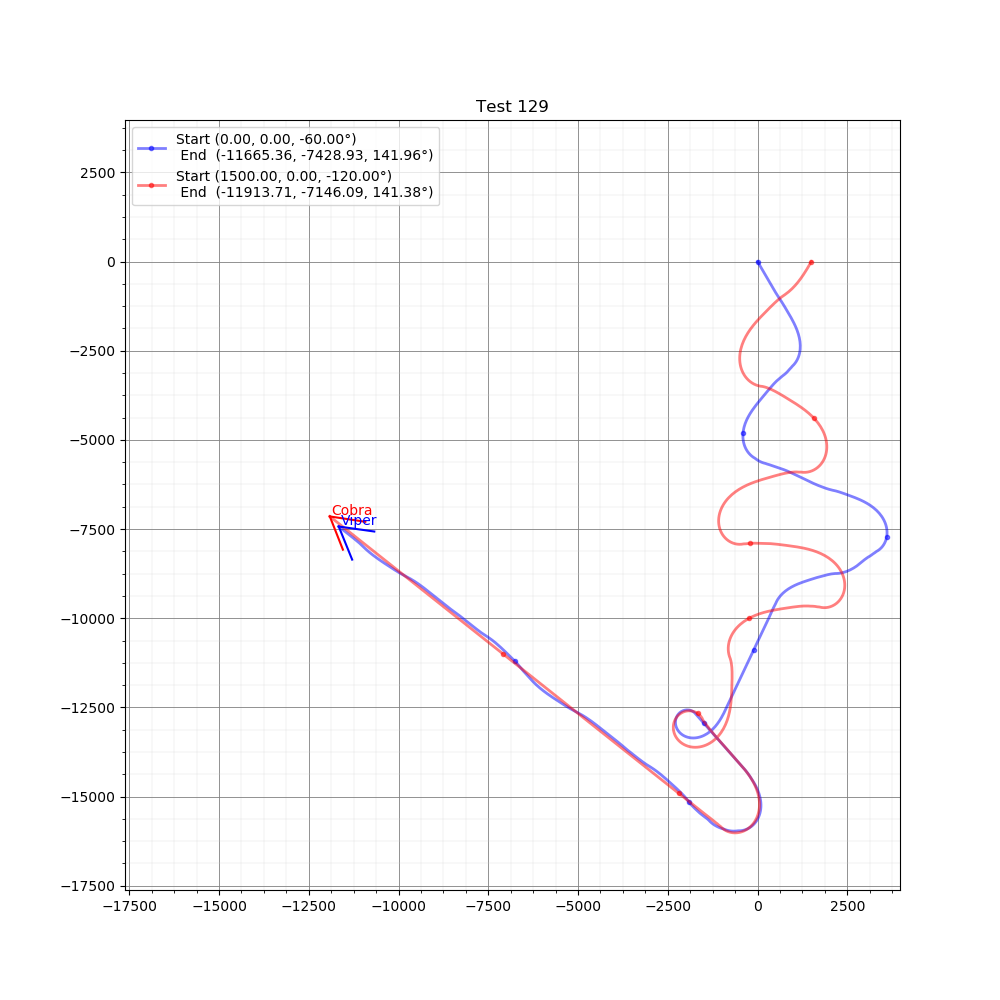 Test 129
Start (0.00, 0.00, -60.00°)
End (-11665.36, -7428.93, 141.96°)
Start (1500.00, 0.00, -120.00°)
End (-11913.71, -7146.09, 141.38°)
2500
0
−2500
−5000
−7500
−10000
−12500
−15000
−17500
Cobra
Viper
−17500 −15000 −12500 −10000 −7500 −5000 −2500 0 2500